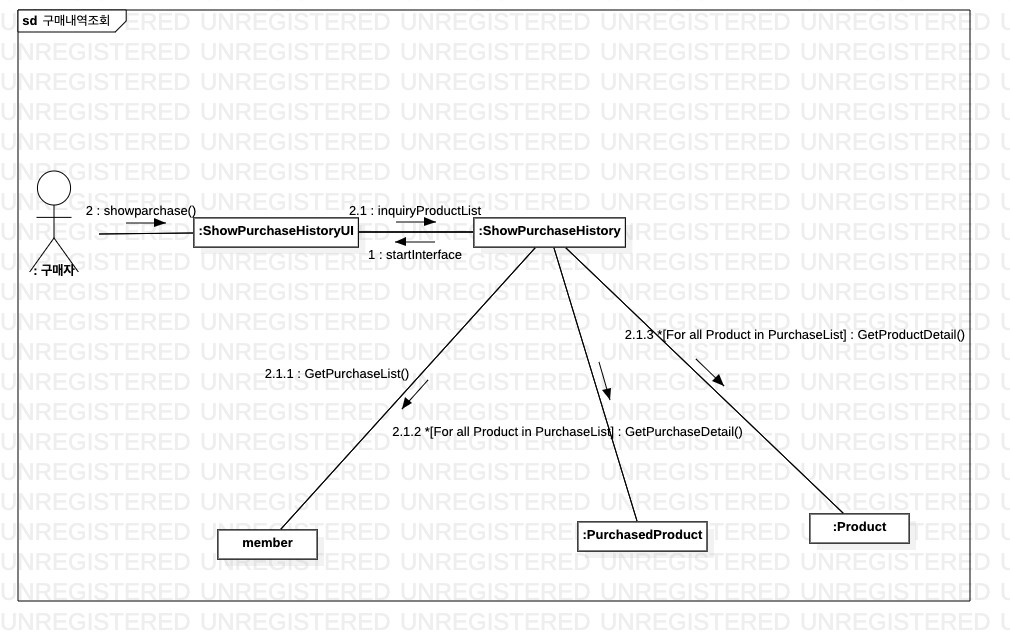 sd 구매내역조회
2 : showparchase()
2.1 : inquiryProductList
:ShowPurchaseHistoryUI
:ShowPurchaseHistory
1 : startInterface
: 구매자
2.1.3 *[For all Product in PurchaseList] : GetProductDetail()
2.1.1 : GetPurchaseList()
2.1.2 *[For all Product in PurchaseList] : GetPurchaseDetail()
member
:PurchasedProduct
:Product
UNREGISTERED